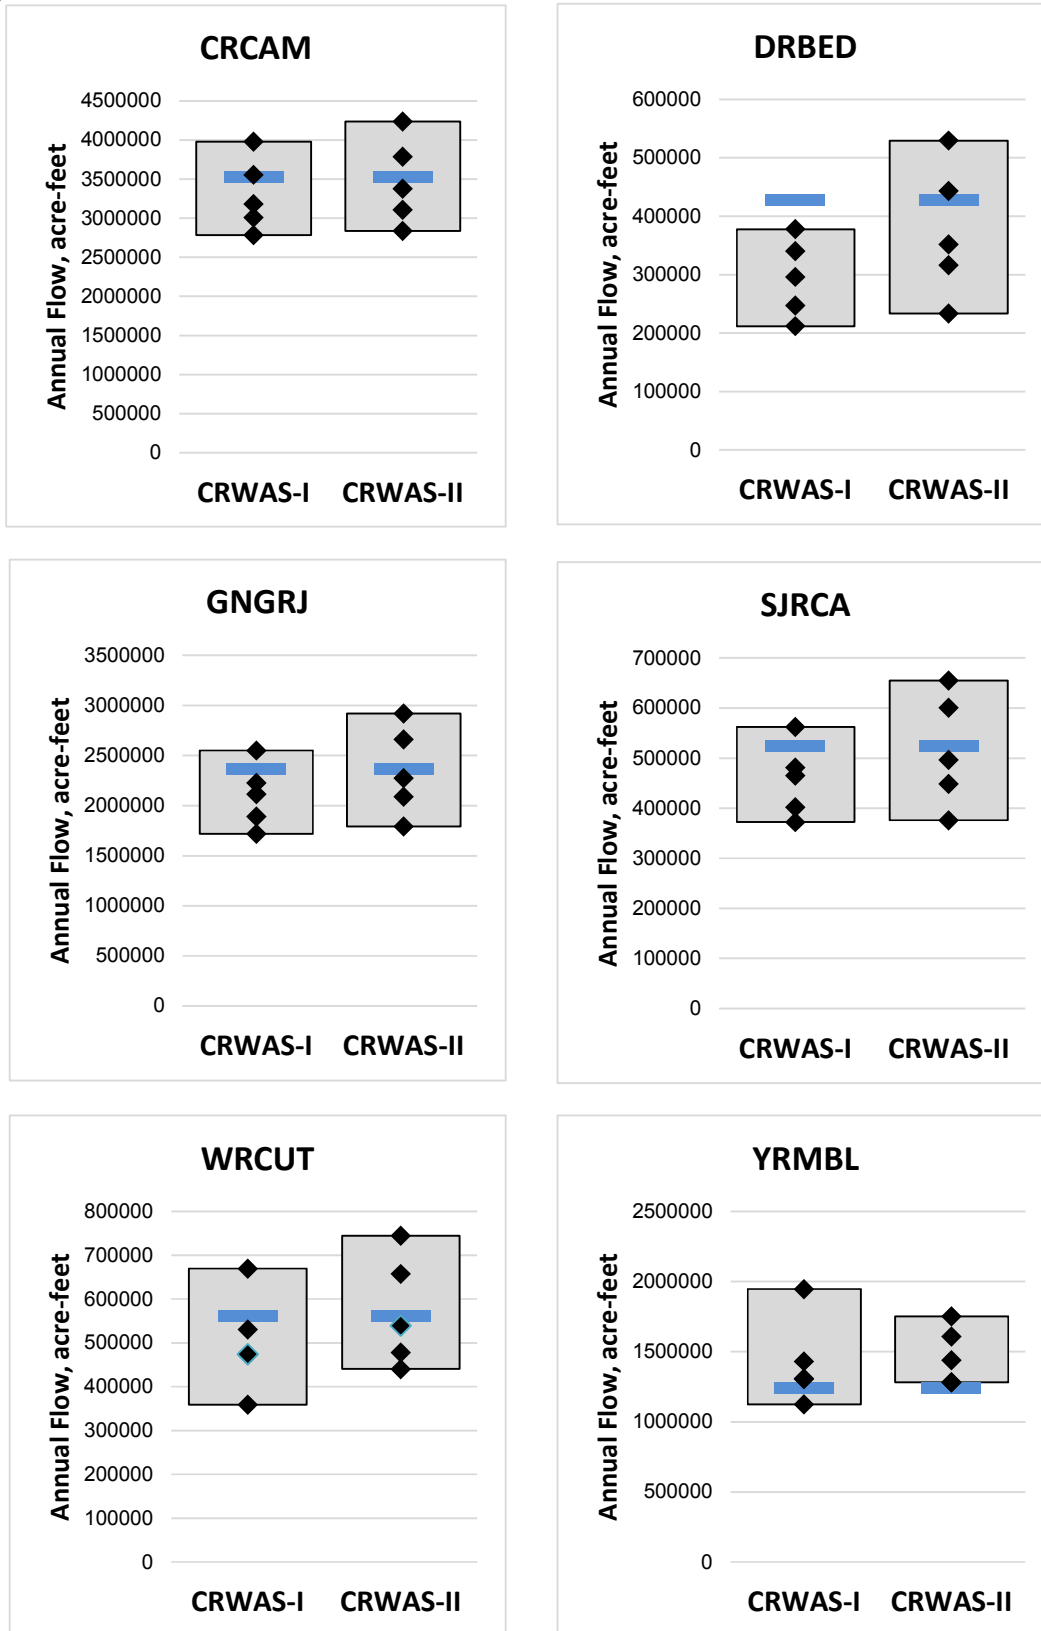 CRCAM
Annual Flow, acre-feet
4500000
4000000
3500000
3000000
2500000
2000000
1500000
1000000
500000
0
CRWAS-I CRWAS-II
DRBED
Annual Flow, acre-feet
600000
500000
400000
300000
200000
100000
0
CRWAS-I CRWAS-II
GNGRJ
Annual Flow, acre-feet
3500000
3000000
2500000
2000000
1500000
1000000
500000
0
CRWAS-I CRWAS-II
SJRCA
Annual Flow, acre-feet
700000
600000
500000
400000
300000
200000
100000
0
CRWAS-I CRWAS-II
WRCUT
Annual Flow, acre-feet
800000
700000
600000
500000
400000
300000
200000
100000
0
CRWAS-I CRWAS-II
YRMBL
Annual Flow, acre-feet
2500000
2000000
1500000
1000000
500000
0
CRWAS-I CRWAS-II